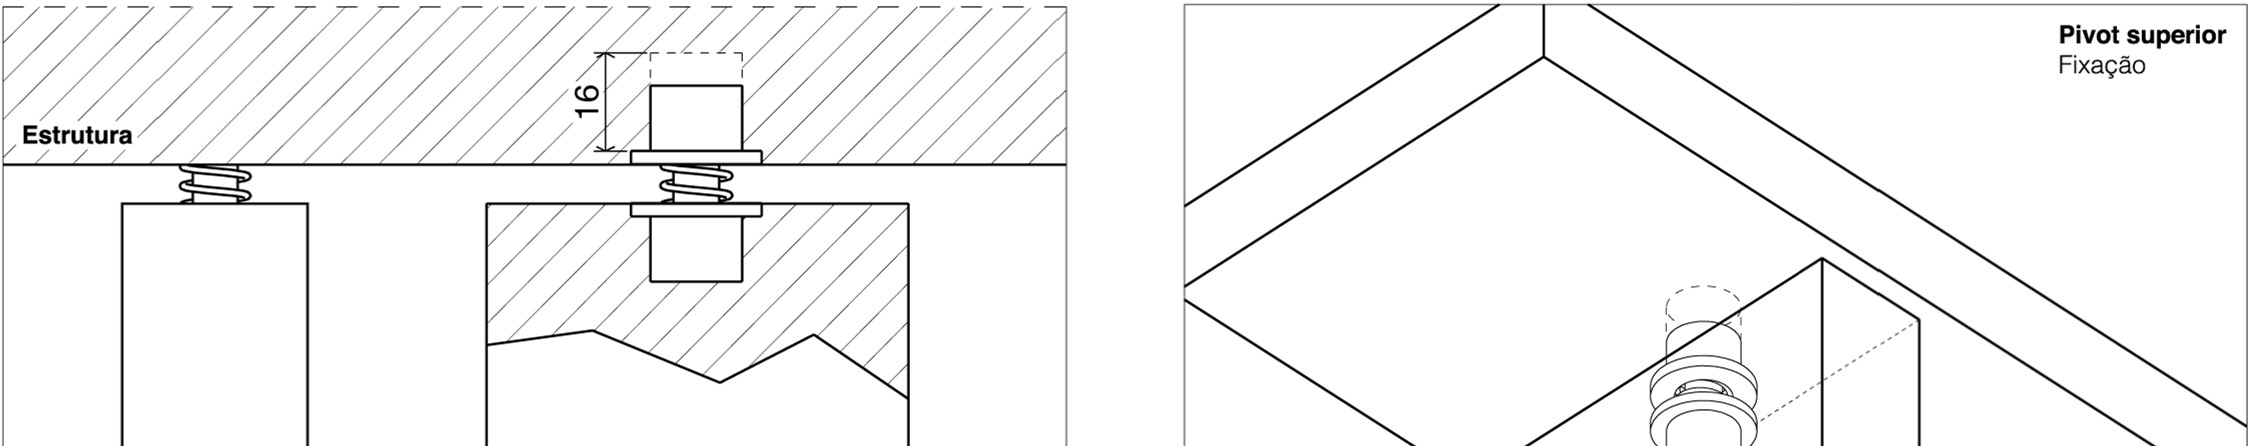 16
Estrutura
Pivot superior
Fixação